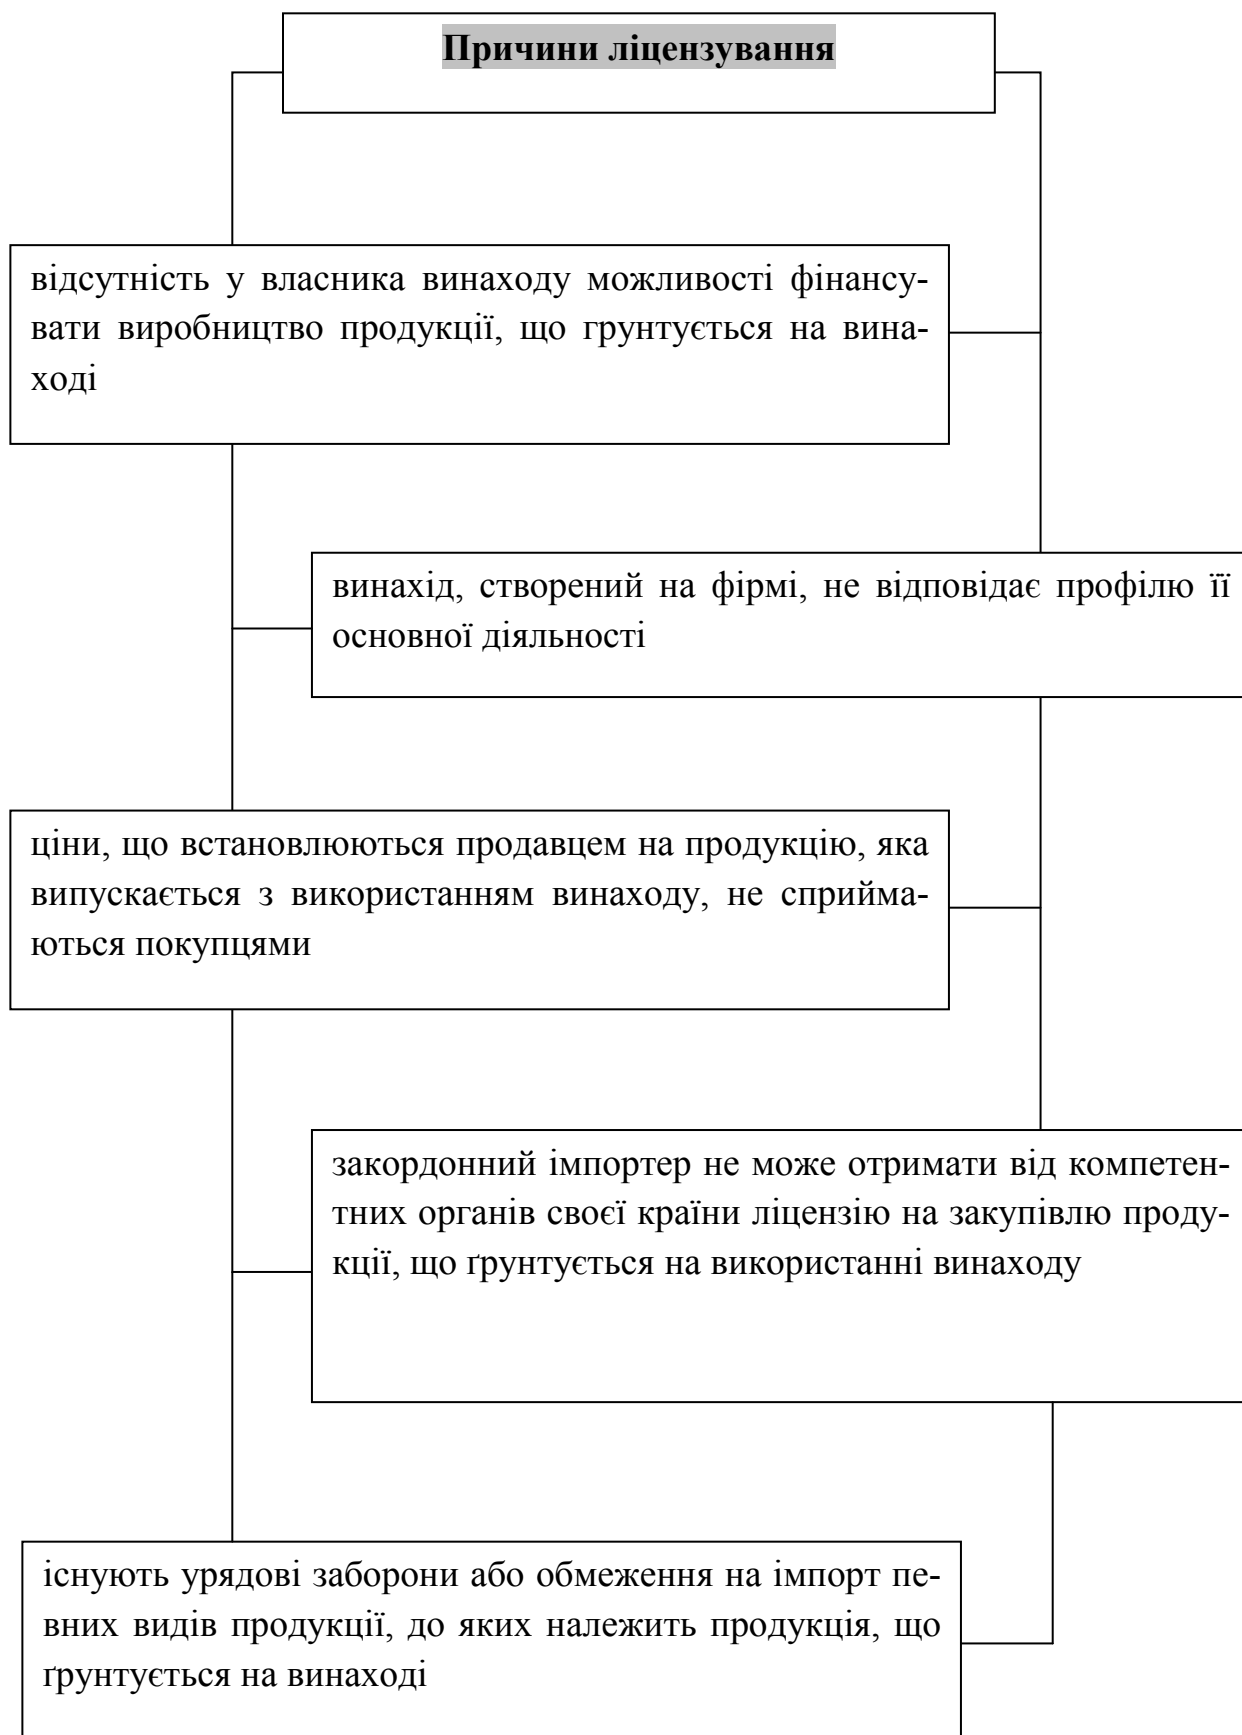 Причини ліцензування
відсутність у власника винаходу можливості фінансу-
вати виробництво продукції, що грунтується на вина-
ході
винахід, створений на фірмі, не відповідає профілю її
основної діяльності
ціни, що встановлюються продавцем на продукцію, яка
випускається з використанням винаходу, не сприйма-
ються покупцями
закордонний імпортер не може отримати від компетен-
тних органів своєї країни ліцензію на закупівлю проду-
кції, що ґрунтується на використанні винаходу
існують урядові заборони або обмеження на імпорт пе-
вних видів продукції, до яких належить продукція, що
ґрунтується на винаході